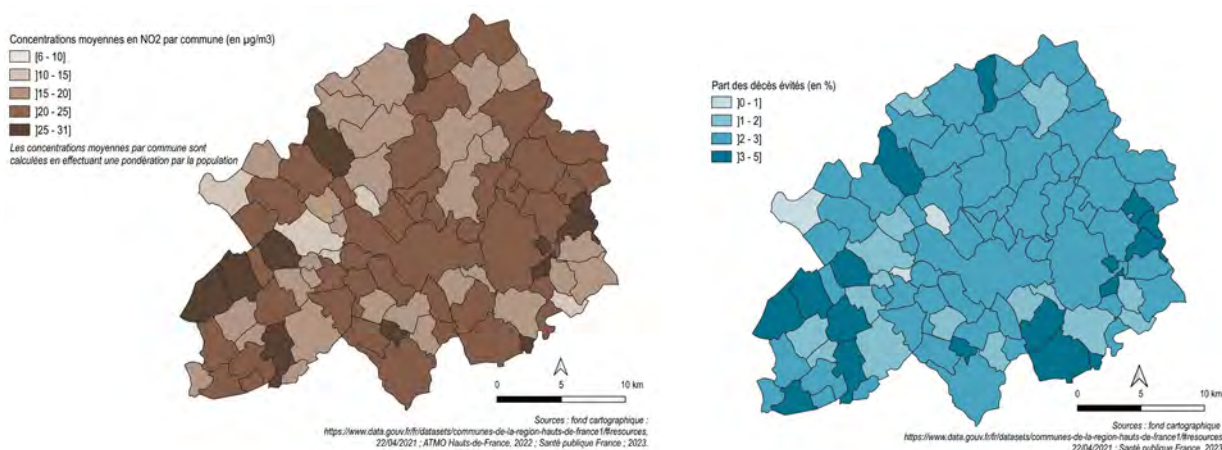 Concentrations moyennes en NO2 par commune (en µg/m3)
[6 - 10]
]10 - 15]
]15 - 20]
]20 - 25]
]25 - 31]
Les concentrations moyennes par commune sont
calculées en effectuant une pondération par la population
0 5 10 km
Sources : fond cartographique :
https://www.data.gouv.fr/fr/datasets/communes-de-la-region-hauts-de-france1/#resources,
22/04/2021 ; ATMO Hauts-de-France, 2022 ; Santé publique France ; 2023.
Part des décès évités (en %)
]0 - 1]
]1 - 2]
]2 - 3]
]3 - 5]
0 5 10 km
Sources : fond cartographique :
https://www.data.gouv.fr/fr/datasets/communes-de-la-region-hauts-de-france1/#resources
22/04/2021 ; Santé publique France, 2023